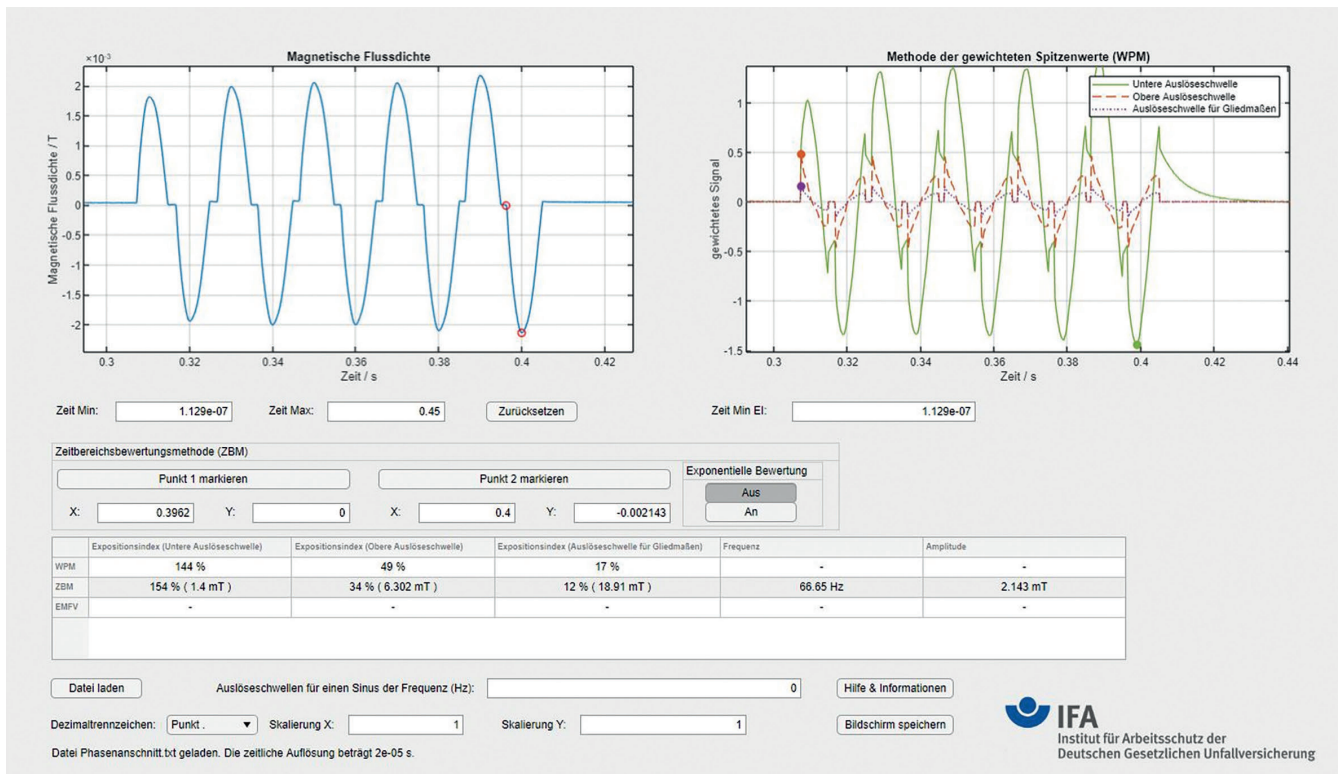 Magnetische Flussdichte
×10⁻³
Magnetische Flussdichte / T
2
1.5
1
0.5
0
-0.5
-1
-1.5
-2
0.3 0.32 0.34 0.36 0.38 0.4 0.42
Zeit / s
Methode der gewichteten Spitzenwerte (WPM)
Untere Auslöseschwelle
Obere Auslöseschwelle
Auslöseschwelle für Gliedmaßen
gewichtetes Signal
1
0.5
0
-0.5
-1
-1.5
0.3 0.32 0.34 0.36 0.38 0.4 0.42 0.44
Zeit / s
Zeit Min: 1.129e-07 Zeit Max: 0.45 Zurücksetzen Zeit Min EI: 1.129e-07
Zeitbereichsbewertungsmethode (ZBM)
Punkt 1 markieren Punkt 2 markieren
X: 0.3962 Y: 0 X: 0.4 Y: -0.002143
Exponentielle Bewertung
Aus
An
Expositionsindex (Untere Auslöseschwelle) Expositionsindex (Obere Auslöseschwelle) Expositionsindex (Auslöseschwelle für Gliedmaßen) Frequenz Amplitude
WPM 144 % 49 % 17 % - -
ZBM 154 % ( 1.4 mT ) 34 % ( 6.302 mT ) 12 % ( 18.91 mT ) 66.65 Hz 2.143 mT
EMFV - - - - -
Datei laden Auslöseschwellen für einen Sinus der Frequenz (Hz): 0 Hilfe & Informationen
Dezimaltrennzeichen: Punkt . Skalierung X: 1 Skalierung Y: 1 Bildschirm speichern
Datei Phasenanschnitt.txt geladen. Die zeitliche Auflösung beträgt 2e-05 s.
IFA
Institut für Arbeitsschutz der
Deutschen Gesetzlichen Unfallversicherung